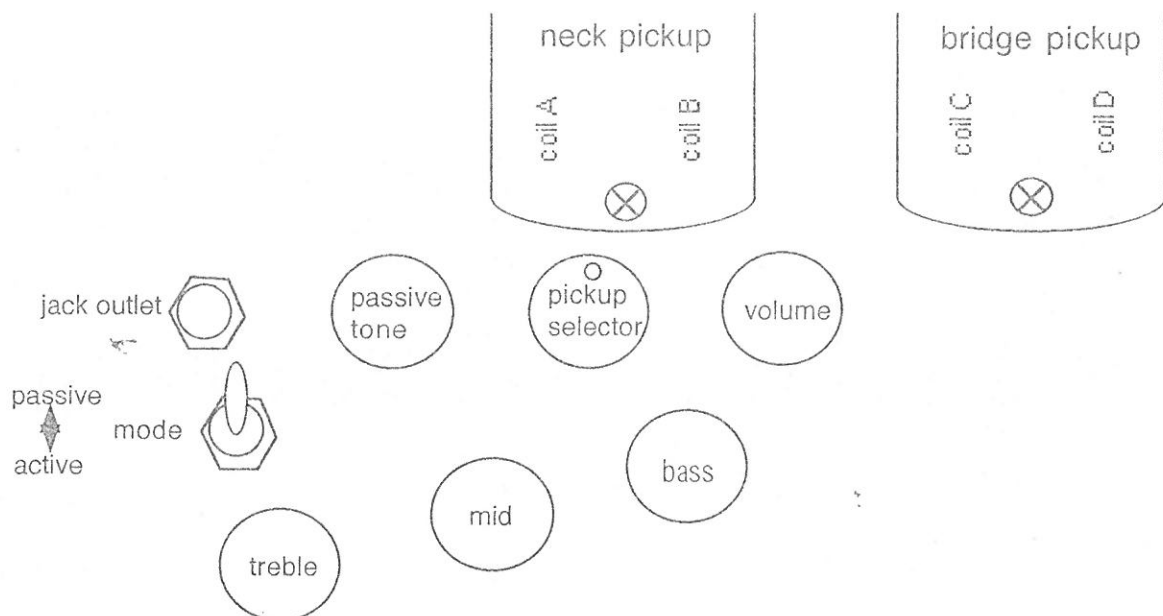 neck pickup
bridge pickup
coil A
coil B
coil C
coil D
jack outlet
passive
tone
pickup
selector
volume
passive
active
mode
bass
mid
treble